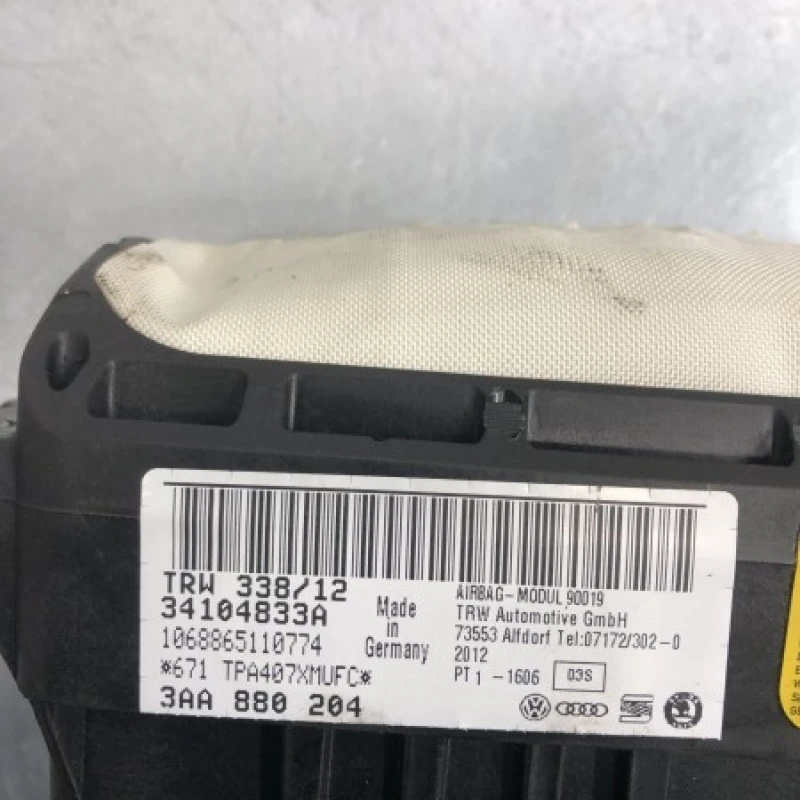 TRW 338/12
34104833A
1068865110774
*671 TPA407XMUFC*
3AA 880 204
Made
in
Germany
AIRBAG-MODUL 90019
TRW Automotive GmbH
73553 Alfdorf Tel:07172/302-0
2012
PT 1 -1606 03S